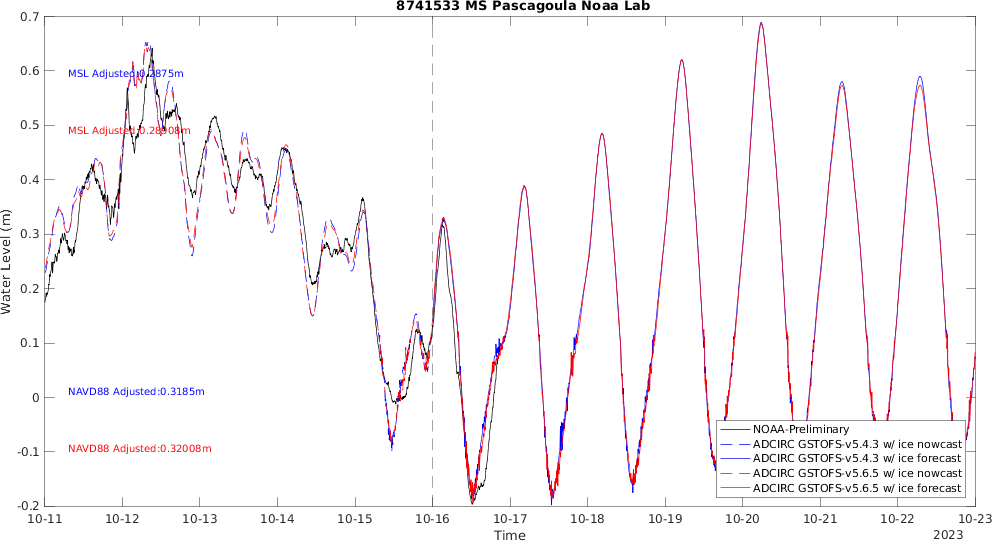 8741533 MS Pascagoula Noaa Lab
0.7
0.6
0.5
0.4
0.3
0.2
0.1
0
-0.1
-0.2
Water Level (m)
MSL Adjusted:0.2875m
MSL Adjusted:0.28908m
NAVD88 Adjusted:0.3185m
NAVD88 Adjusted:0.32008m
NOAA-Preliminary
ADCIRC GSTOFS-v5.4.3 w/ ice nowcast
ADCIRC GSTOFS-v5.4.3 w/ ice forecast
ADCIRC GSTOFS-v5.6.5 w/ ice nowcast
ADCIRC GSTOFS-v5.6.5 w/ ice forecast
10-11 10-12 10-13 10-14 10-15 10-16 10-17 10-18 10-19 10-20 10-21 10-22 10-23
Time
2023